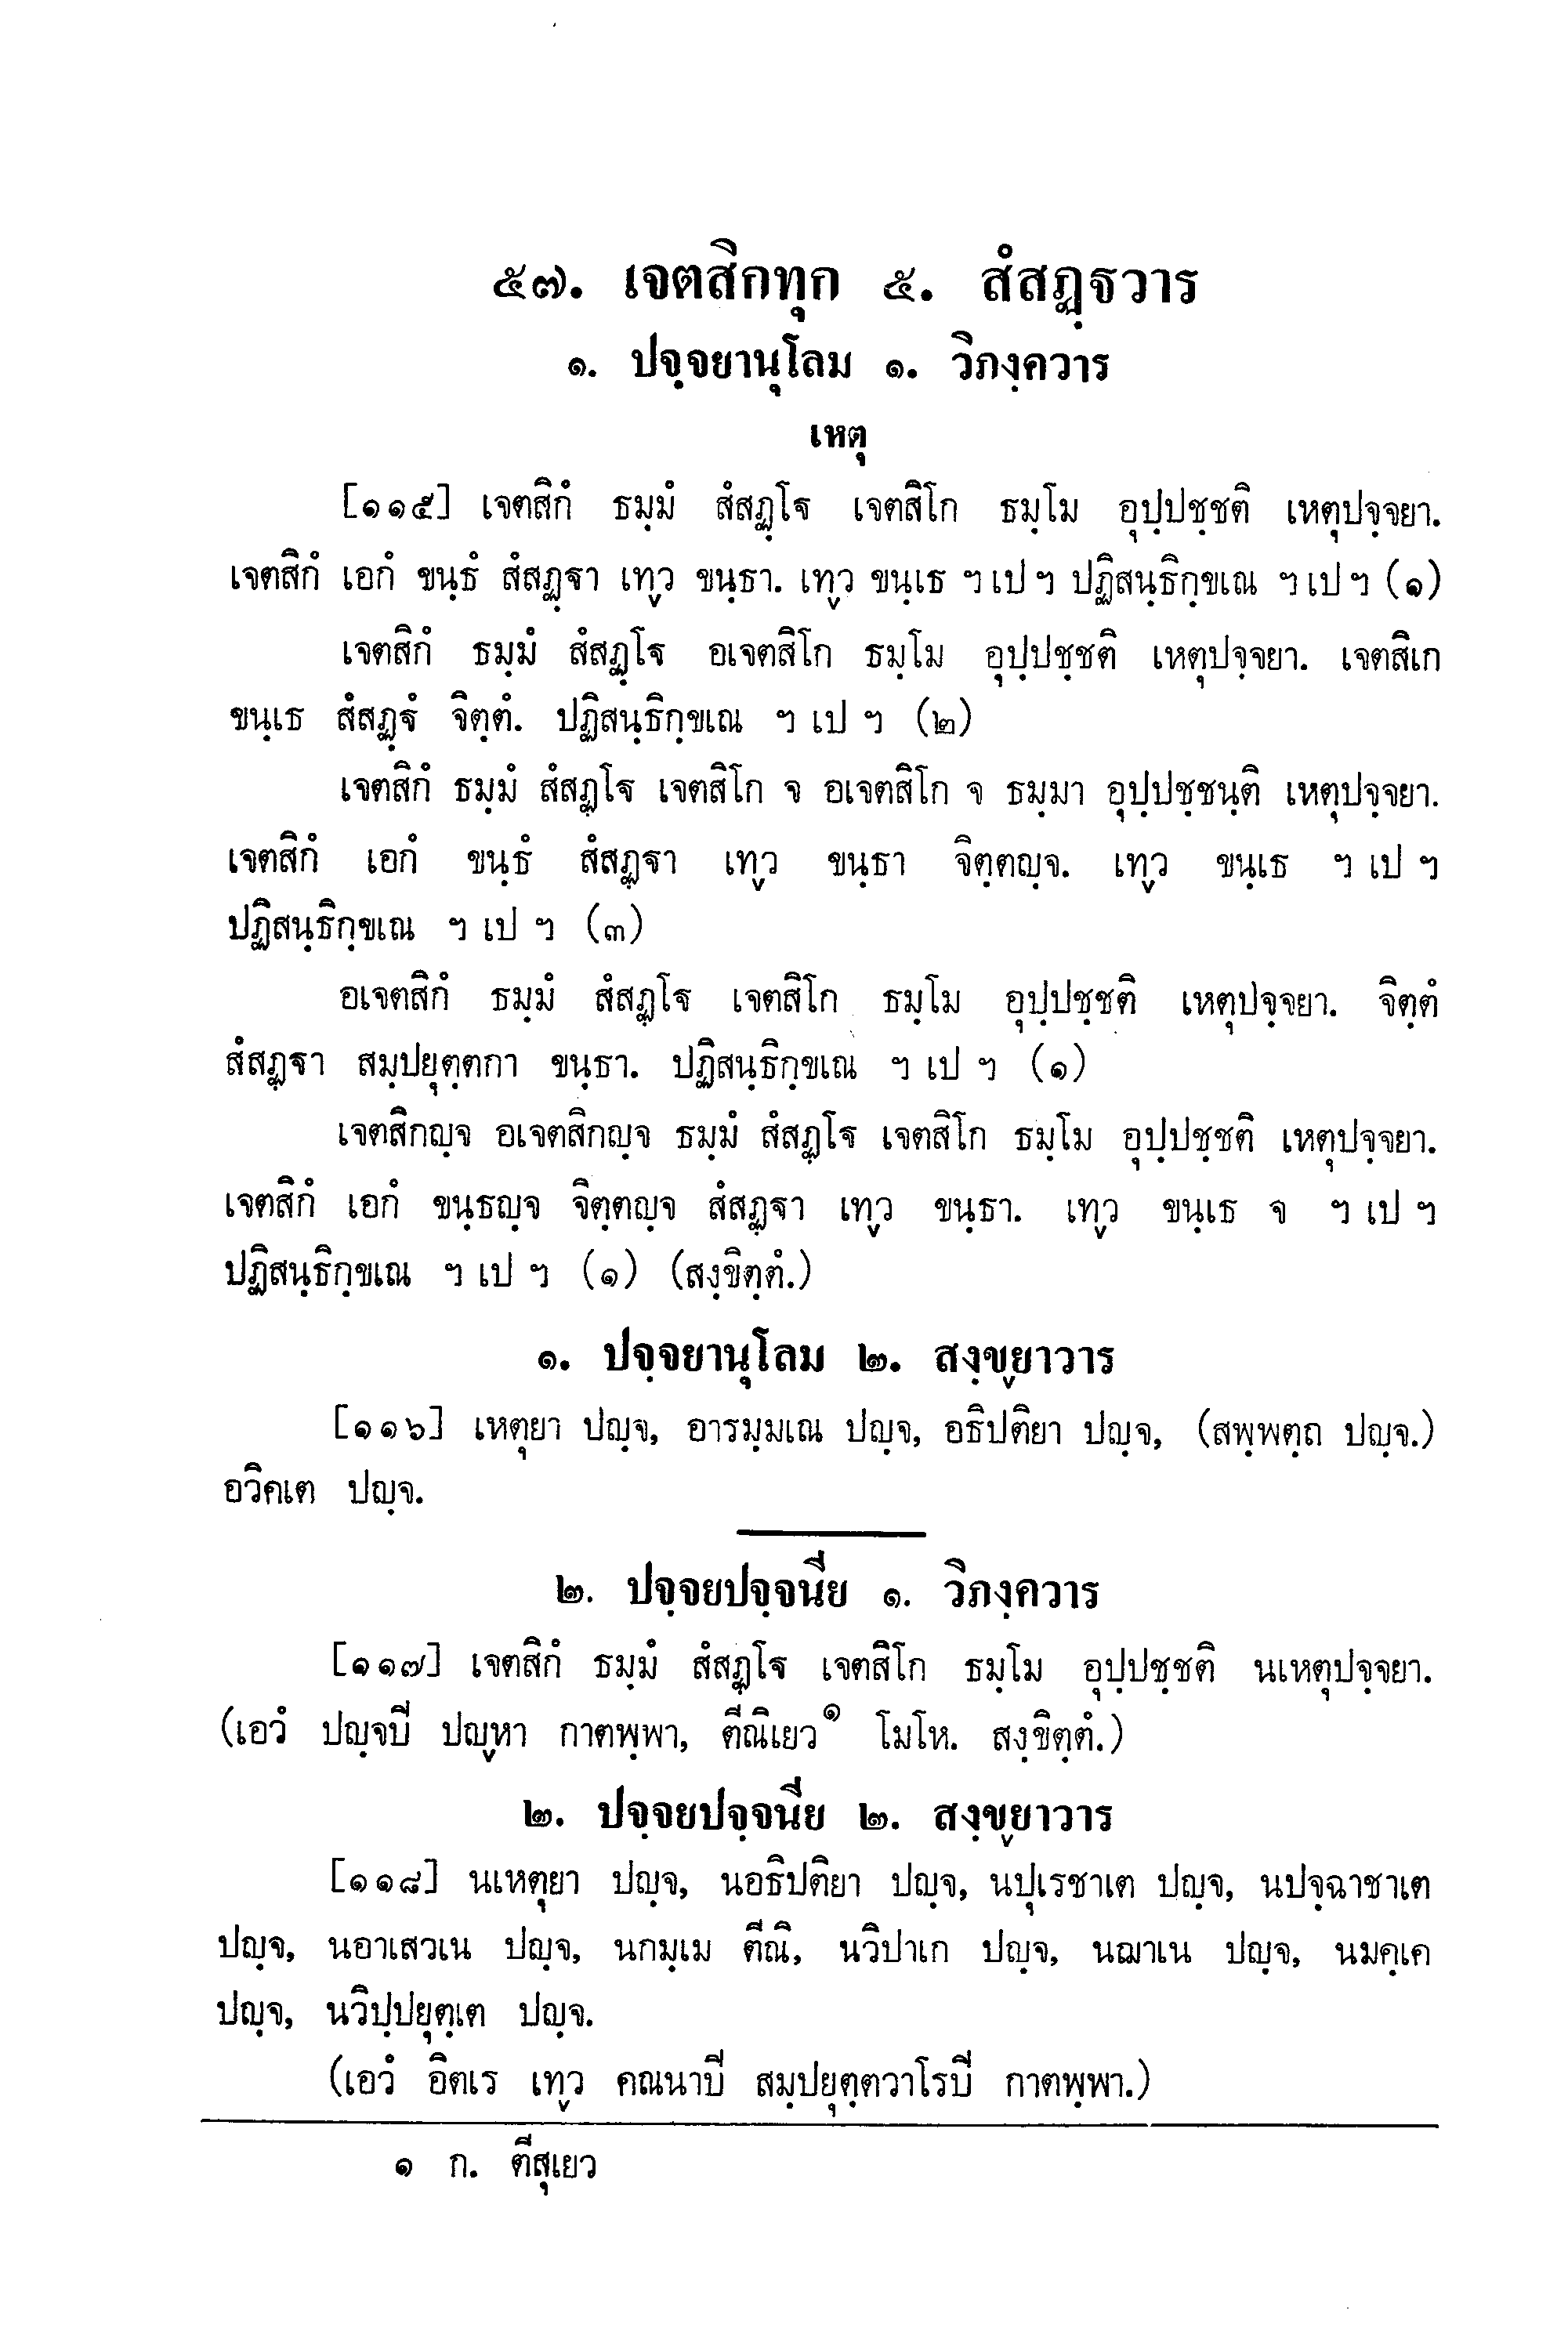 ๕๗. เจตสิกทุก ๕. สํสฏฺฐวาร
๑. ปจฺจยานุโลม ๑. วิภงฺควาร
เหตุ
[๑๑๕] เจตสิกํ ธมฺมํ สํสฏฺโฐ เจตสิโก ธมฺโม อุปฺปชฺชติ เหตุปจฺจยา.
เจตสิกํ เอกํ ขนฺธํ สํสฏฺฐา เทฺว ขนฺธา. เทฺว ขนฺเธ ฯ เป ฯ ปฏิสนฺธิกฺขเณ ฯ เป ฯ (๑)
เจตสิกํ ธมฺมํ สํสฏฺโฐ อเจตสิโก ธมฺโม อุปฺปชฺชติ เหตุปจฺจยา. เจตสิเก
ขนฺเธ สํสฏฺฐํ จิตฺตํ. ปฏิสนฺธิกฺขเณ ฯ เป ฯ (๒)
เจตสิกํ ธมฺมํ สํสฏฺโฐ เจตสิโก จ อเจตสิโก จ ธมฺมา อุปฺปชฺชนฺติ เหตุปจฺจยา.
เจตสิกํ เอกํ ขนฺธํ สํสฏฺฐา เทฺว ขนฺธา จิตฺตญฺจ. เทฺว ขนฺเธ ฯ เป ฯ
ปฏิสนฺธิกฺขเณ ฯ เป ฯ (๓)
อเจตสิกํ ธมฺมํ สํสฏฺโฐ เจตสิโก ธมฺโม อุปฺปชฺชติ เหตุปจฺจยา. จิตฺตํ
สํสฏฺฐา สมฺปยุตฺตกา ขนฺธา. ปฏิสนฺธิกฺขเณ ฯ เป ฯ (๑)
เจตสิกญฺจ อเจตสิกญฺจ ธมฺมํ สํสฏฺโฐ เจตสิโก ธมฺโม อุปฺปชฺชติ เหตุปจฺจยา.
เจตสิกํ เอกํ ขนฺธญฺจ จิตฺตญฺจ สํสฏฺฐา เทฺว ขนฺธา. เทฺว ขนฺเธ จ ฯ เป ฯ
ปฏิสนฺธิกฺขเณ ฯ เป ฯ (๑) (สงฺขิตฺตํ.)
๑. ปจฺจยานุโลม ๒. สงฺขฺยาวาร
[๑๑๖] เหตุยา ปญฺจ, อารมฺมเณ ปญฺจ, อธิปติยา ปญฺจ, (สพฺพตฺถ ปญฺจ.)
อวิคเต ปญฺจ.
๒. ปจฺจยปจฺจนีย ๑. วิภงฺควาร
[๑๑๗] เจตสิกํ ธมฺมํ สํสฏฺโฐ เจตสิโก ธมฺโม อุปฺปชฺชติ นเหตุปจฺจยา.
(เอวํ ปญฺจปิ ปญฺหา กาตพฺพา, ตีณิเยว๑ โมโห. สงฺขิตฺตํ.)
๒. ปจฺจยปจฺจนีย ๒. สงฺขฺยาวาร
[๑๑๘] นเหตุยา ปญฺจ, นอธิปติยา ปญฺจ, นปุเรชาเต ปญฺจ, นปจฺฉาชาเต
ปญฺจ, นอาเสวเน ปญฺจ, นกมฺเม ตีณิ, นวิปาเก ปญฺจ, นฌาเน ปญฺจ, นมคฺเค
ปญฺจ, นวิปฺปยุตฺเต ปญฺจ.
(เอวํ อิตเร เทฺว คณนาปิ สมฺปยุตฺตวาโรปิ กาตพฺพา.)
๑ ก. ตีสุเยว